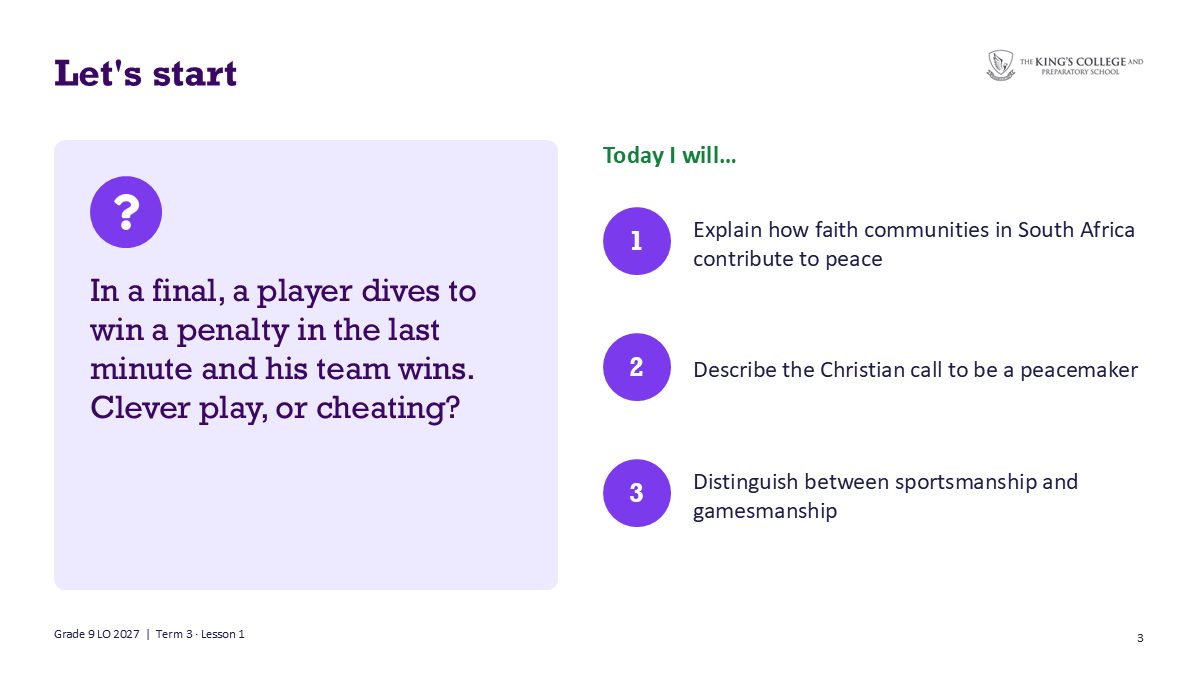 Let's start
THE KING'S COLLEGE AND
PREPARATORY SCHOOL
?
In a final, a player dives to
win a penalty in the last
minute and his team wins.
Clever play, or cheating?
Today I will...
1
Explain how faith communities in South Africa
contribute to peace
2
Describe the Christian call to be a peacemaker
3
Distinguish between sportsmanship and
gamesmanship
Grade 9 LO 2027 | Term 3 · Lesson 1
3